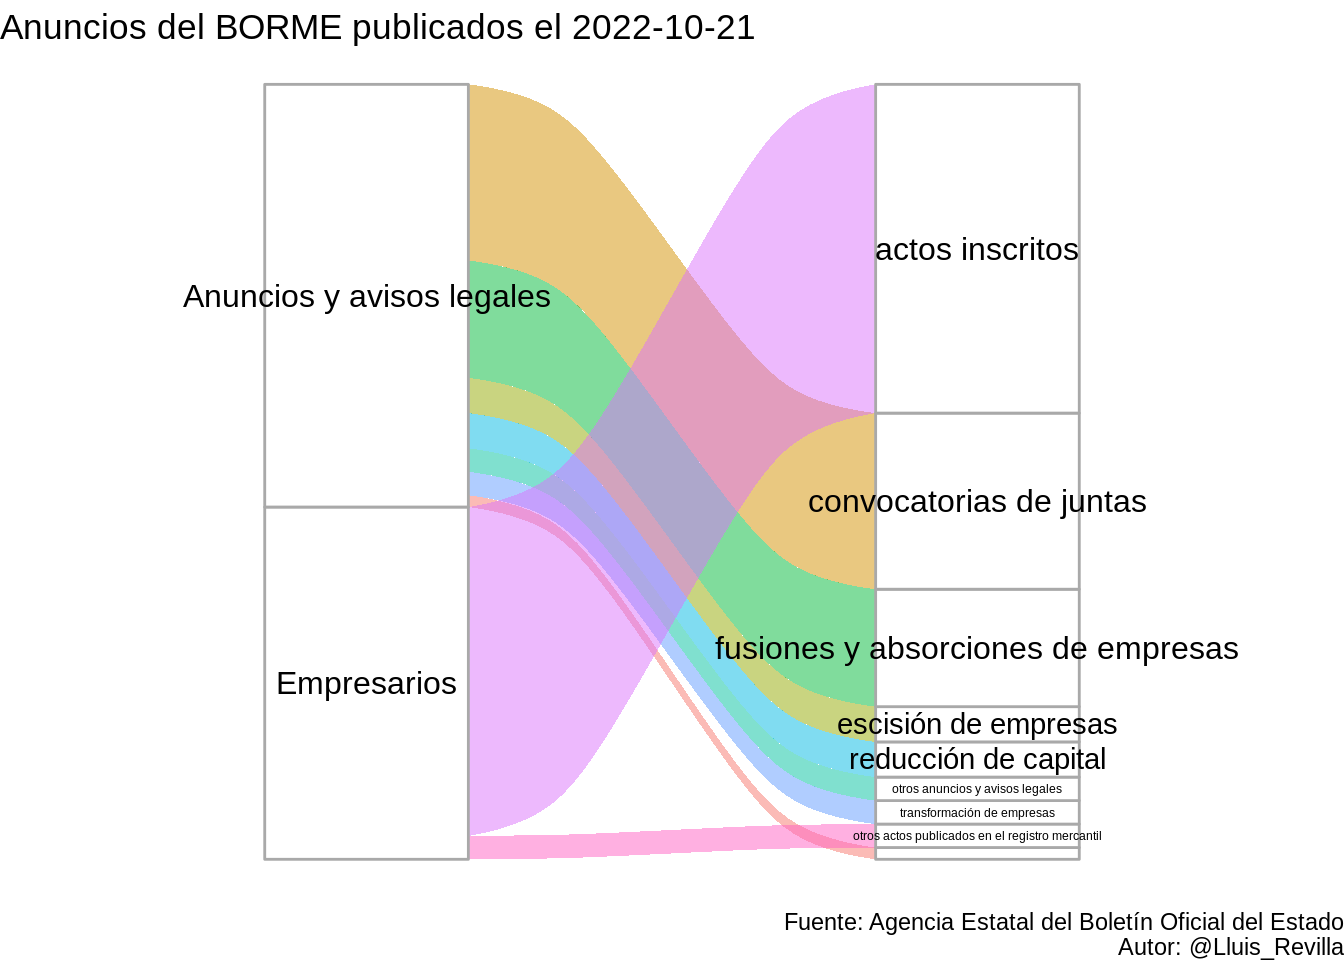 Anuncios del BORME publicados el 2022-10-21
Anuncios y avisos legales
Empresarios
actos inscritos
convocatorias de juntas
fusiones y absorciones de empresas
escisión de empresas
reducción de capital
otros anuncios y avisos legales
transformación de empresas
otros actos publicados en el registro mercantil
Fuente: Agencia Estatal del Boletín Oficial del Estado
Autor: @Lluis_Revilla